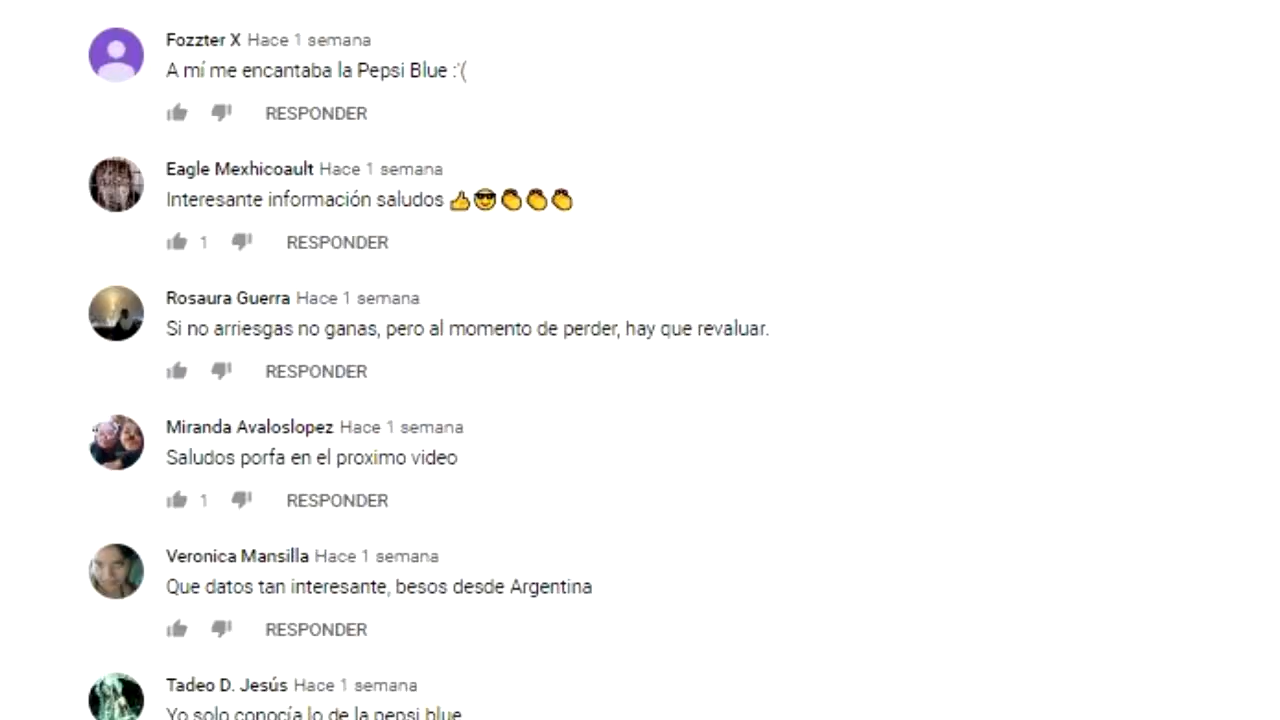 Fozzter X Hace 1 semana
A mí me encantaba la Pepsi Blue :'(
RESPONDER
Eagle Mexhicoault Hace 1 semana
Interesante información saludos 👍😎👏👏👏
1 RESPONDER
Rosaura Guerra Hace 1 semana
Si no arriesgas no ganas, pero al momento de perder, hay que revaluar.
RESPONDER
Miranda Avaloslopez Hace 1 semana
Saludos porfa en el proximo video
1 RESPONDER
Veronica Mansilla Hace 1 semana
Que datos tan interesante, besos desde Argentina
RESPONDER
Tadeo D. Jesús Hace 1 semana
Yo solo conocía lo de la pepsi blue